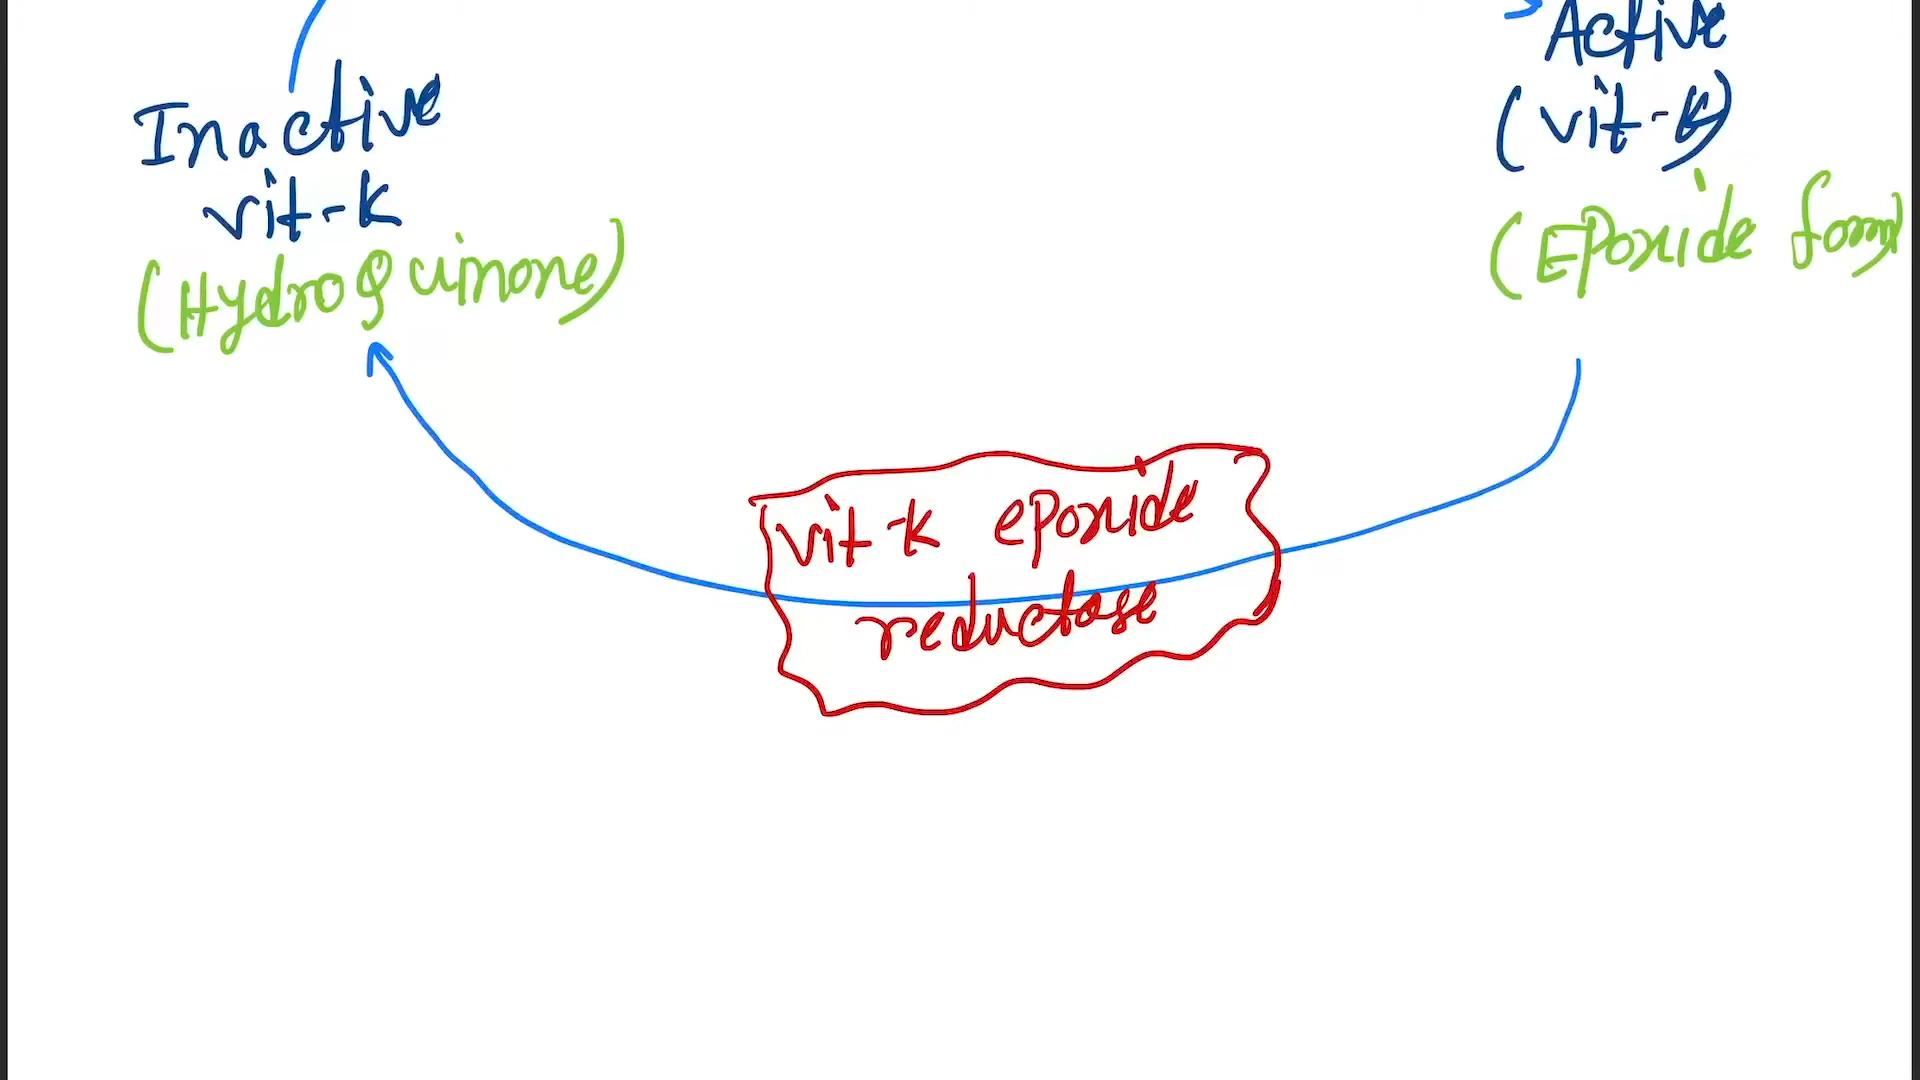 Inactive
vit-K
(HydroQuinone)
Active
(vit-K)
(Epoxide form)
vit-K epoxide
reductase